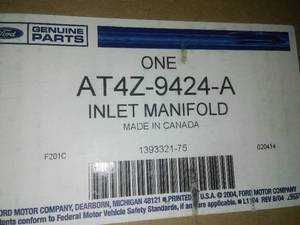 Ford
GENUINE
PARTS
ONE
AT4Z-9424-A
INLET MANIFOLD
MADE IN CANADA
F201C
1393321-75
020414
FORD MOTOR COMPANY, DEARBORN, MICHIGAN 48121 ■ PRINTED U.S.A. © 2004, FORD MOTOR COMPANY
conform to Federal Motor Vehicle Safety Standards, if any are in
REV 8/04